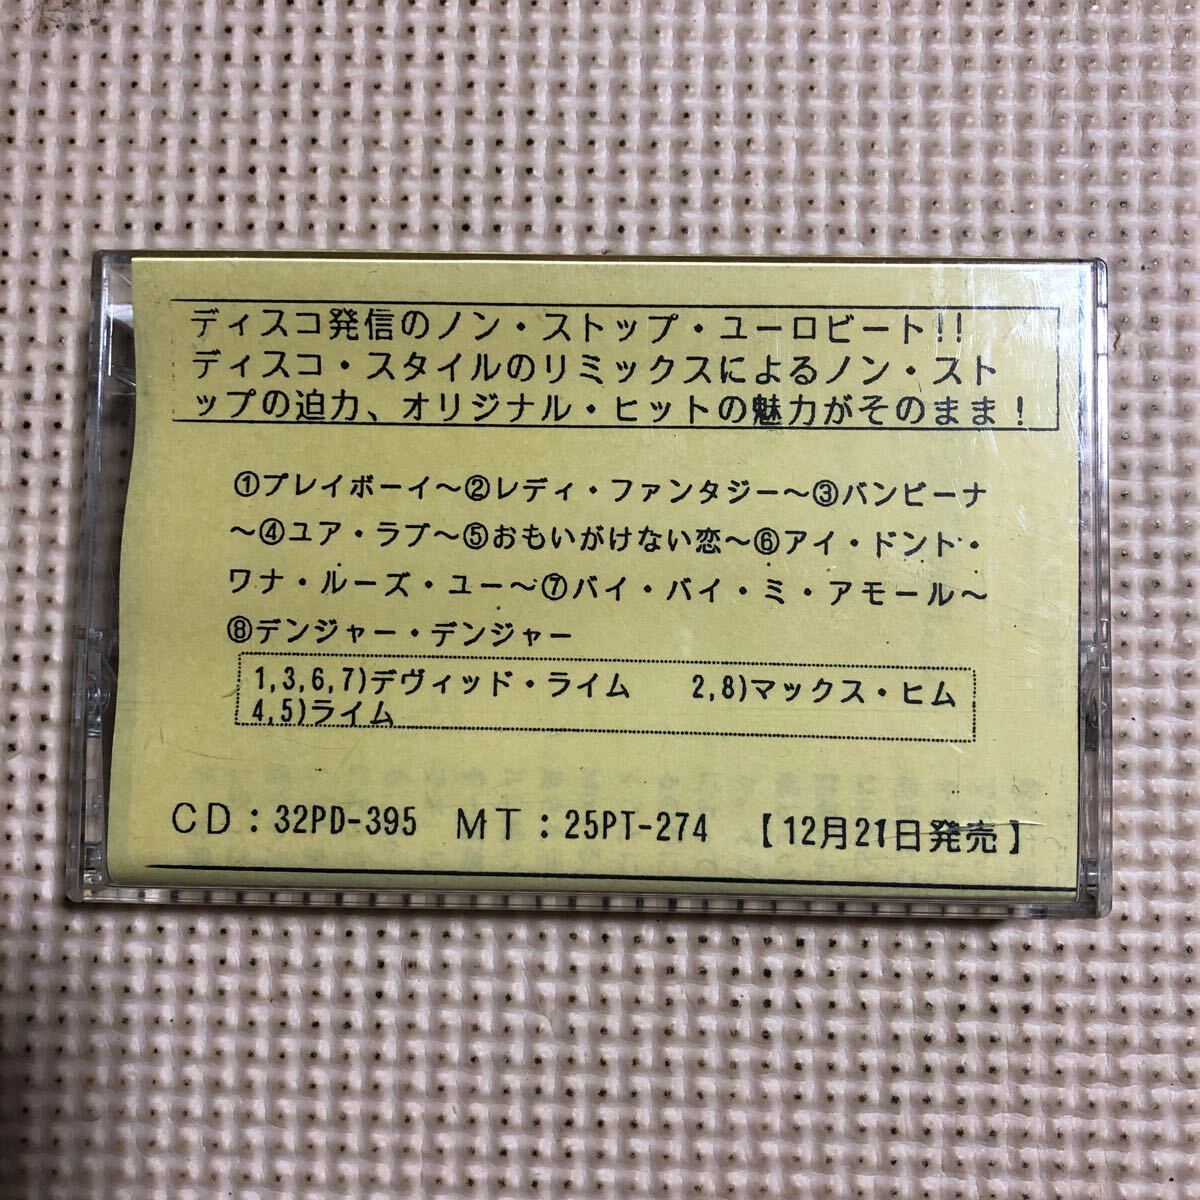 ディスコ発信のノン・ストップ・ユーロビート!!
ディスコ・スタイルのリミックスによるノン・スト
ップの迫力、オリジナル・ヒットの魅力がそのまま！
①プレイボーイ～②レディ・ファンタジー～③バンビーナ
～④ユア・ラブ～⑤おもいがけない恋～⑥アイ・ドント・
ワナ・ルーズ・ユー～⑦バイ・バイ・ミ・アモール～
⑧デンジャー・デンジャー
1,3,6,7)デヴィッド・ライム　2,8)マックス・ヒム
4,5)ライム
CD：32PD-395　MT：25PT-274　【12月21日発売】